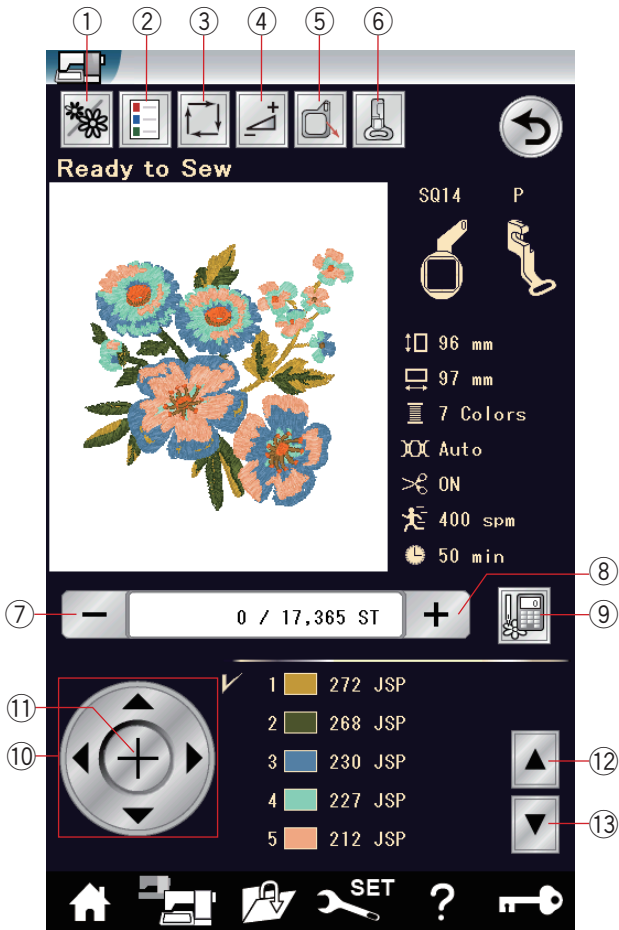 ① ② ③ ④ ⑤ ⑥
Ready to Sew
SQ14 P
96 mm
97 mm
7 Colors
Auto
ON
400 spm
50 min
⑧
⑦ − 0 / 17,365 ST + ⑨
⑪ 1 272 JSP
2 268 JSP
⑩ 3 230 JSP ⑫
4 227 JSP
5 212 JSP ⑬
SET ?